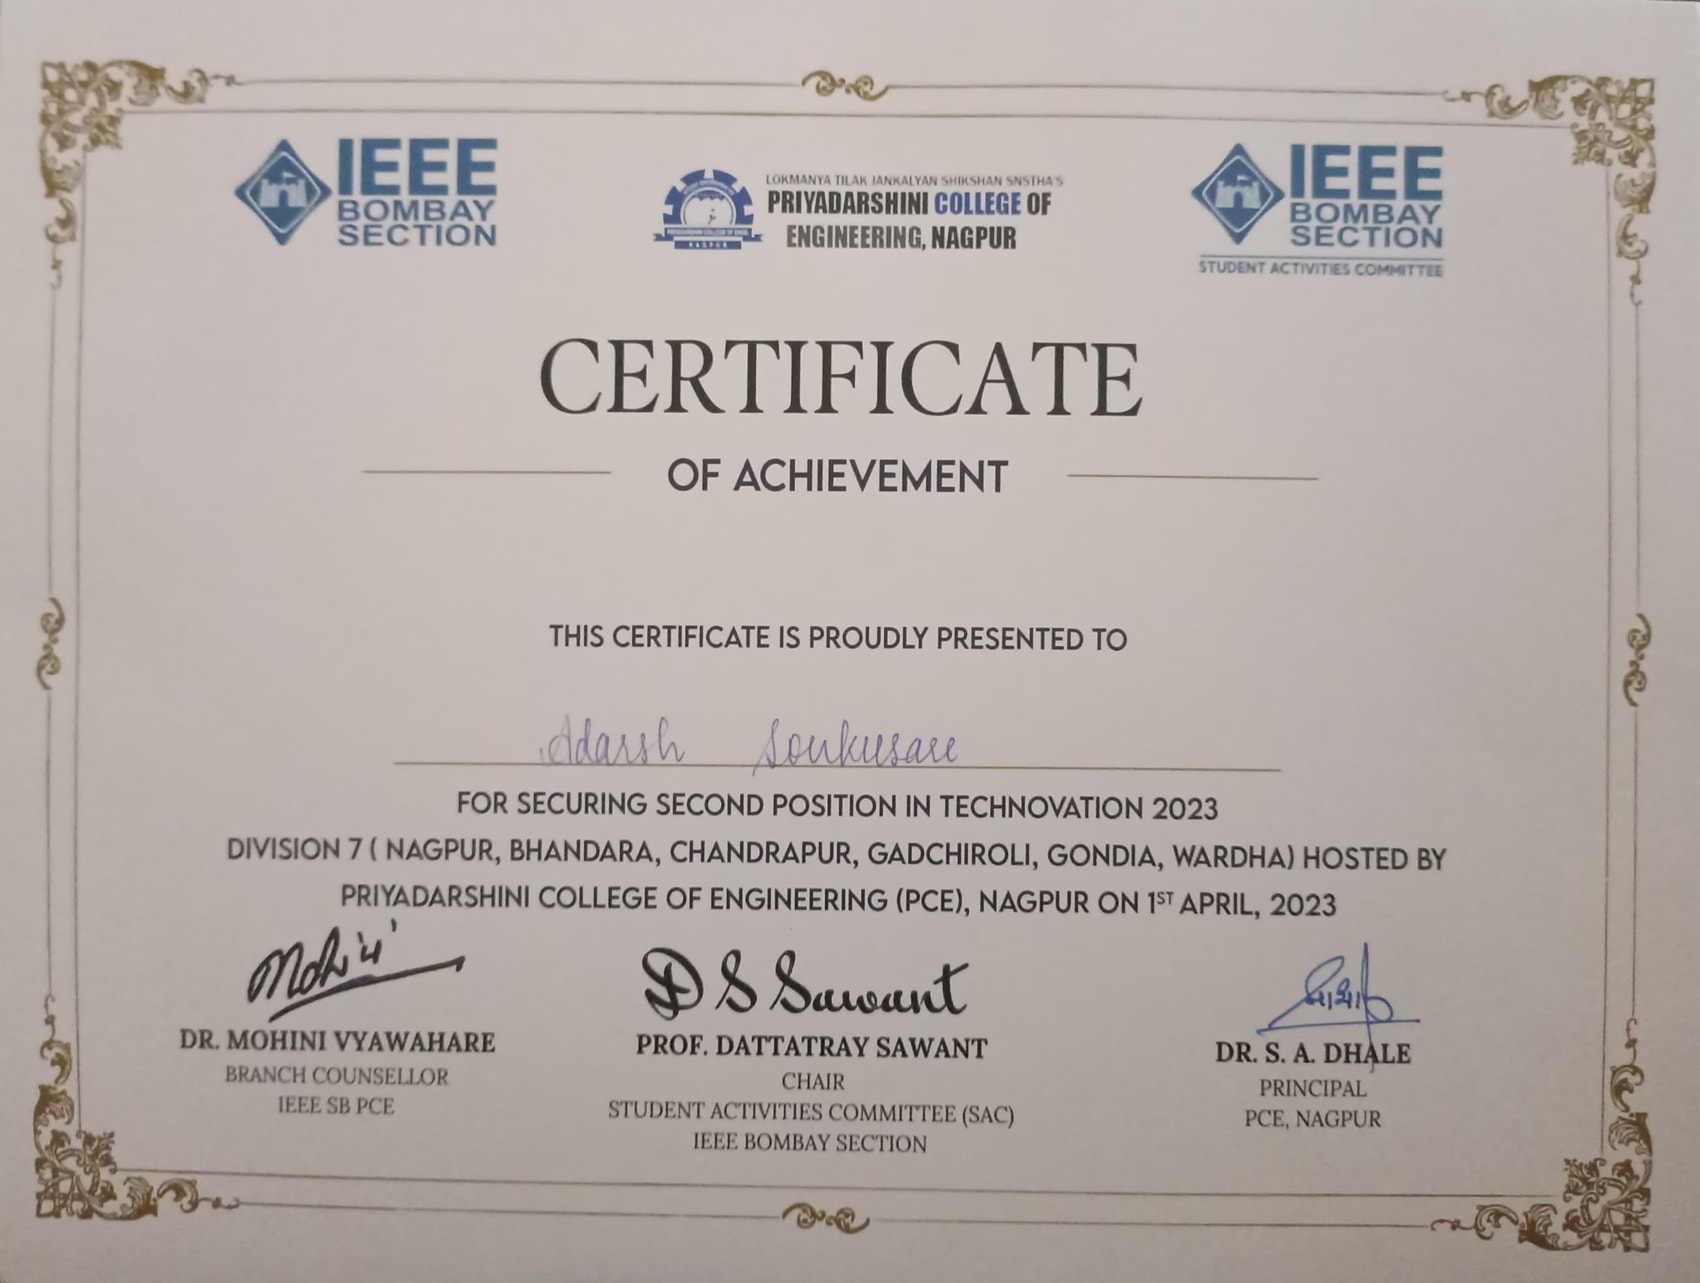 IEEE
BOMBAY
SECTION
LOKMANYA TILAK JANKALYAN SHIKSHAN SNSTHA'S
PRIYADARSHINI COLLEGE OF
ENGINEERING, NAGPUR
NAGPUR
IEEE
BOMBAY
SECTION
STUDENT ACTIVITIES COMMITTEE
CERTIFICATE
OF ACHIEVEMENT
THIS CERTIFICATE IS PROUDLY PRESENTED TO
Adarsh Sonkusare
FOR SECURING SECOND POSITION IN TECHNOVATION 2023
DIVISION 7 ( NAGPUR, BHANDARA, CHANDRAPUR, GADCHIROLI, GONDIA, WARDHA) HOSTED BY
PRIYADARSHINI COLLEGE OF ENGINEERING (PCE), NAGPUR ON 1ST APRIL, 2023
Mohini
DR. MOHINI VYAWAHARE
BRANCH COUNSELLOR
IEEE SB PCE
D S Sawant
PROF. DATTATRAY SAWANT
CHAIR
STUDENT ACTIVITIES COMMITTEE (SAC)
IEEE BOMBAY SECTION
DR. S. A. DHALE
PRINCIPAL
PCE, NAGPUR